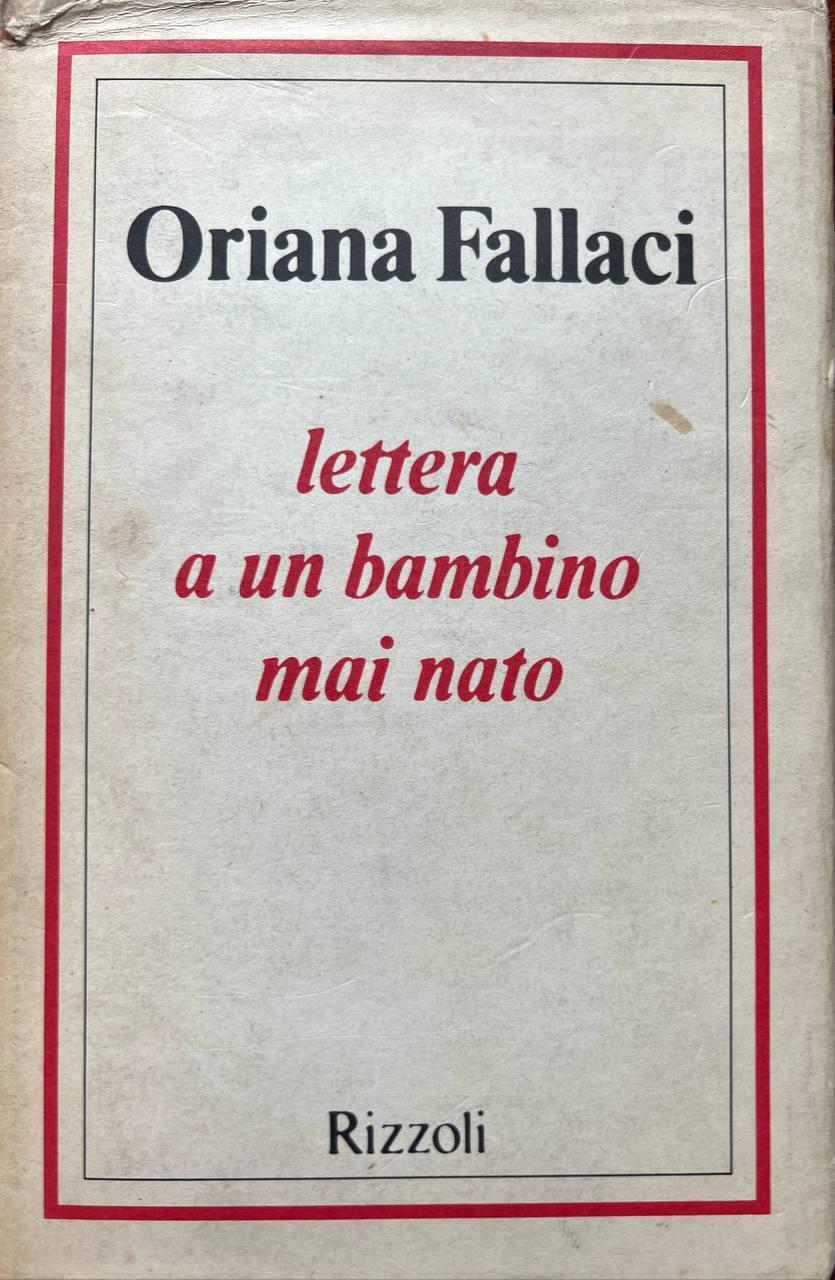 Oriana Fallaci
lettera
a un bambino
mai nato
Rizzoli